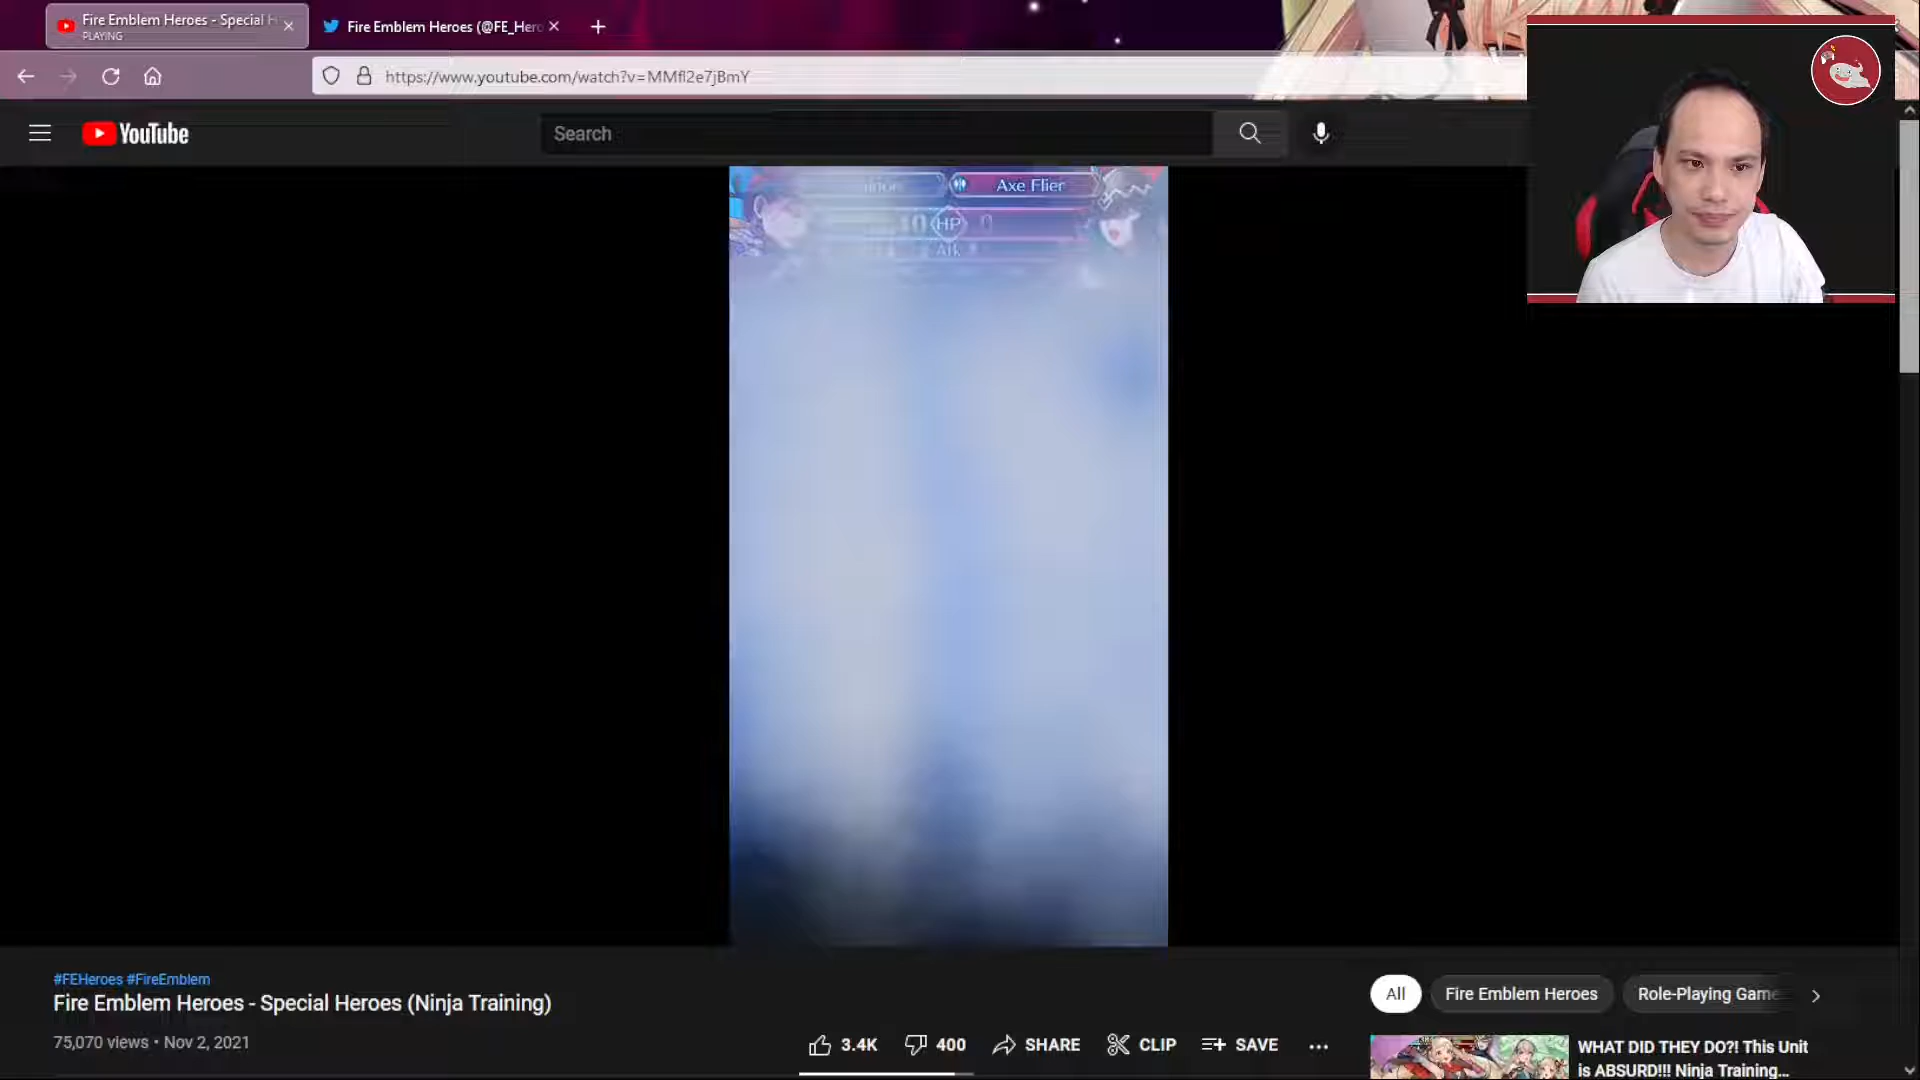 Fire Emblem Heroes - Special H
PLAYING
Fire Emblem Heroes (@FE_Hero
https://www.youtube.com/watch?v=MMfl2e7jBmY
YouTube
Search
Axe Flier
HP
0
Atk
#FEHeroes #FireEmblem
Fire Emblem Heroes - Special Heroes (Ninja Training)
75,070 views • Nov 2, 2021
3.4K
400
SHARE
CLIP
SAVE
All
Fire Emblem Heroes
Role-Playing Game
WHAT DID THEY DO?! This Unit
is ABSURD!!! Ninja Training...